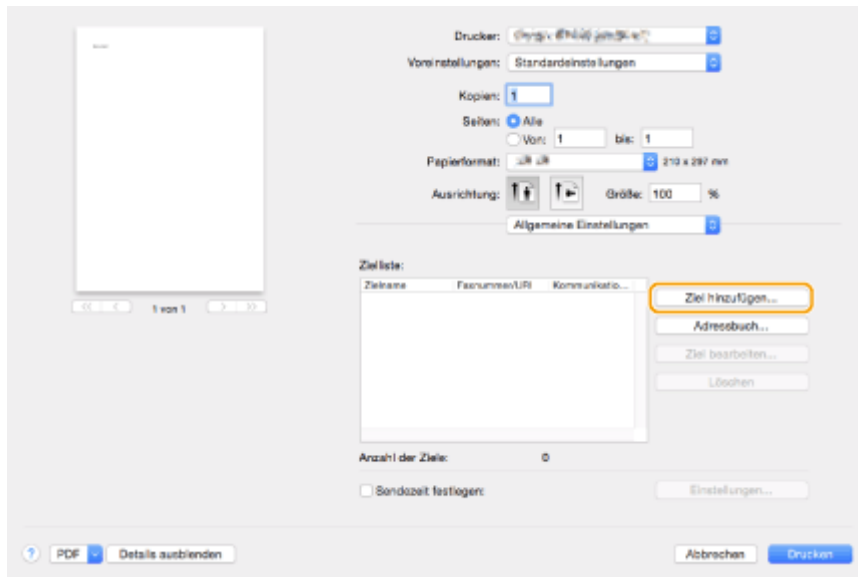 Drucker:
Voreinstellungen: Standardeinstellungen
Kopien: 1
Seiten: Alle
Von: 1 bis: 1
Papierformat: 210 x 297 mm
Ausrichtung: Größe: 100 %
Allgemeine Einstellungen
Zielliste:
Zielname Faxnummer/URI Kommunikatio...
Ziel hinzufügen...
<< < 1 von 1 > >>
Adressbuch...
Ziel bearbeiten...
Löschen
Anzahl der Ziele: 0
Sendezeit festlegen: Einstellungen...
? PDF Details ausblenden Abbrechen Drucken